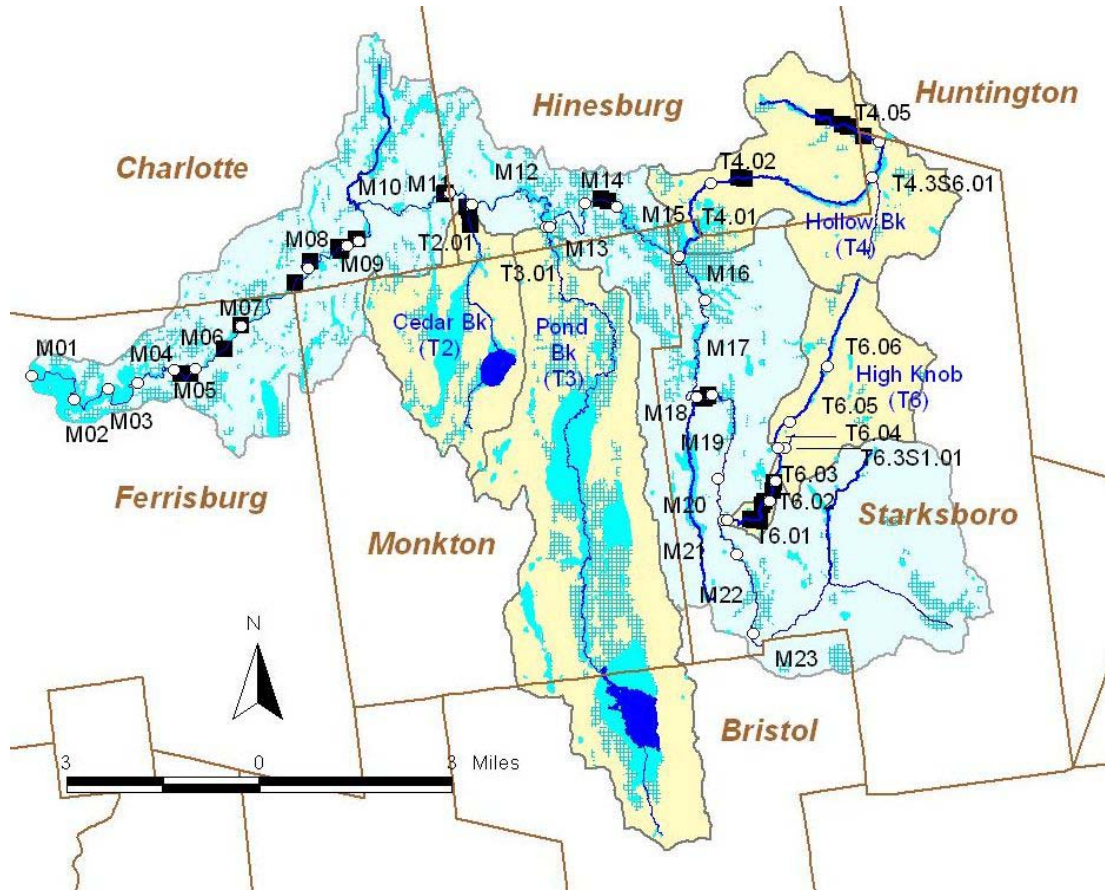 Hinesburg
Huntington
Charlotte
T4.05
T4.02
M10
M11
M12
M14
T4.3S6.01
M15
T4.01
Hollow Bk
(T4)
M08
M09
T2.01
M13
T3.01
M16
M07
M06
Cedar Bk
(T2)
Pond
Bk
(T3)
M01
M04
M05
M02
M03
M17
T6.06
High Knob
(T6)
M18
T6.05
M19
T6.04
T6.3S1.01
T6.03
Ferrisburg
M20
T6.02
Starksboro
Monkton
M21
T6.01
M22
N
M23
Bristol
3 0 3 Miles